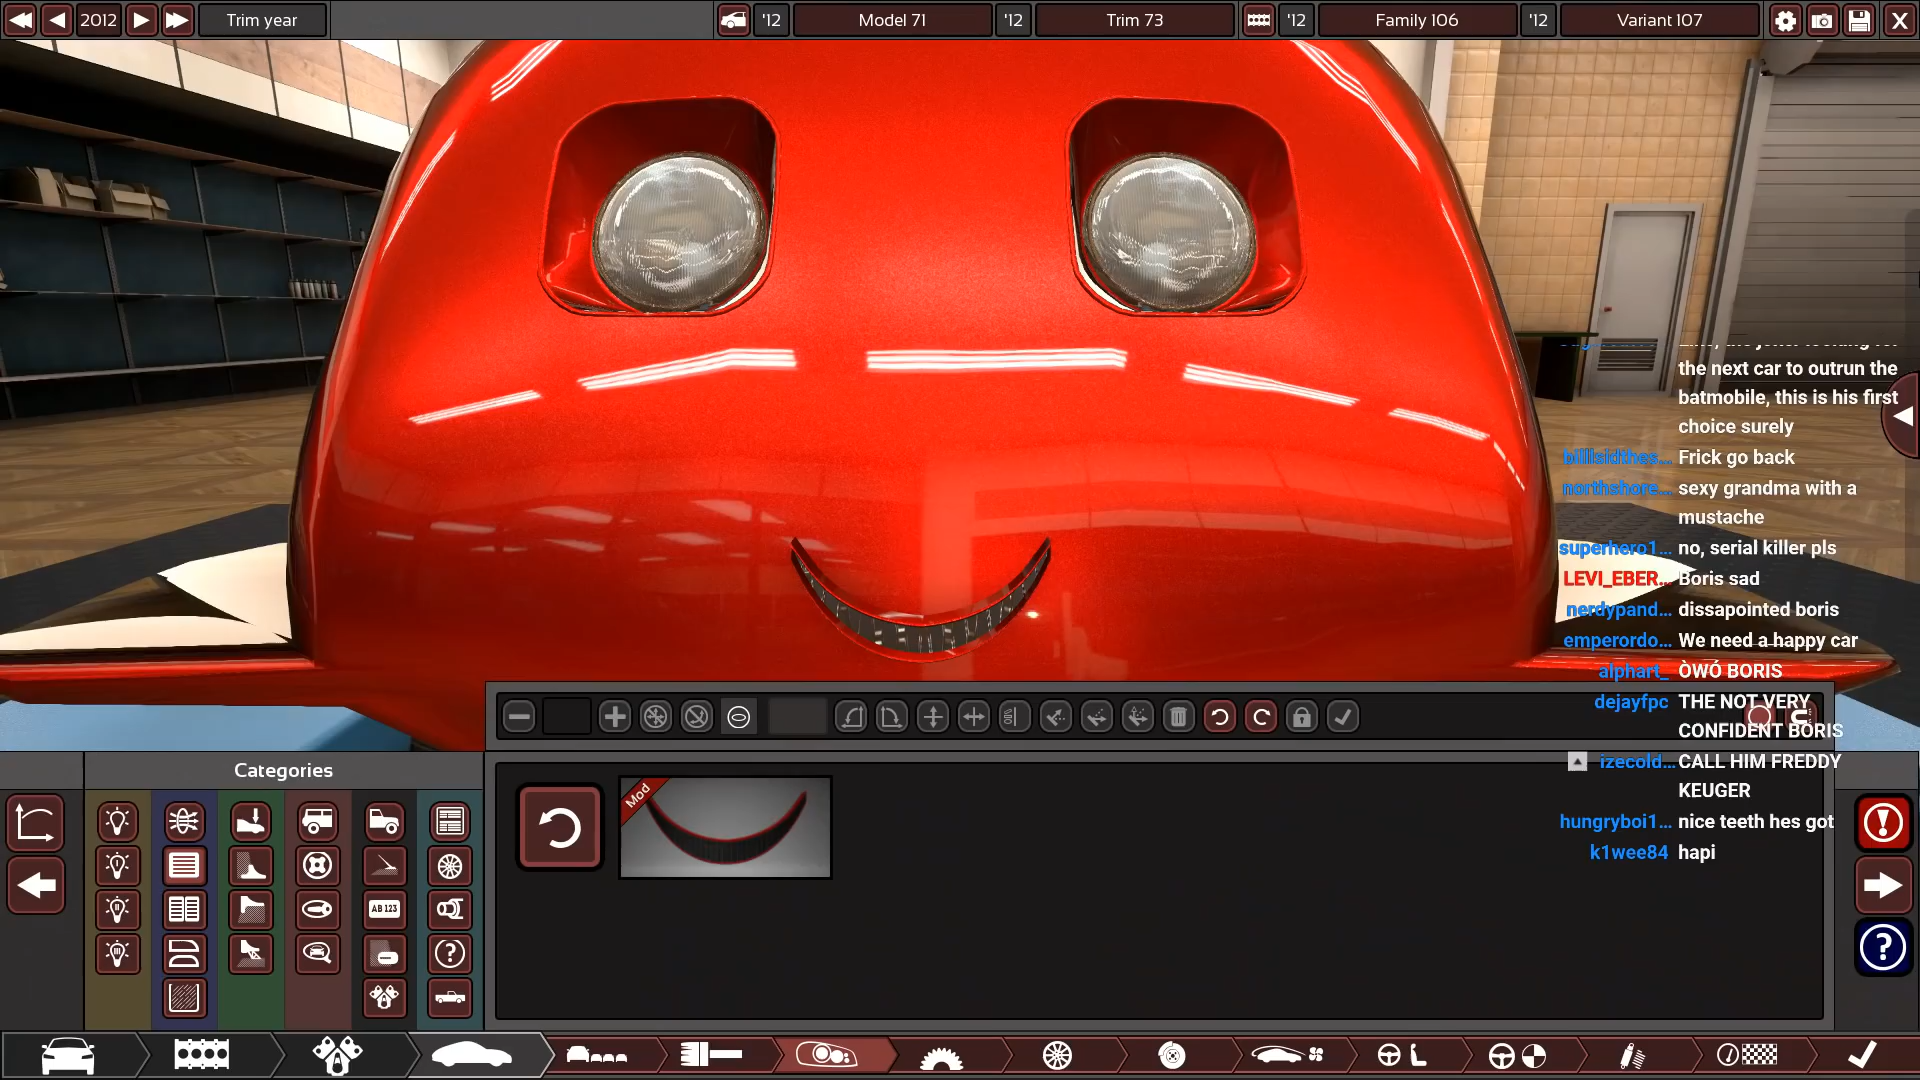 2012
Trim year
'12
Model 71
'12
Trim 73
'12
Family 106
'12
Variant 107
the next car to outrun the
batmobile, this is his first
choice surely
billisidthes... Frick go back
northshore... sexy grandma with a
mustache
superhero1... no, serial killer pls
LEVI_EBER... Boris sad
nerdypand... dissapointed boris
emperordo... We need a happy car
alphart_ ÒWÓ BORIS
dejayfpc THE NOT VERY
CONFIDENT BORIS
izecold... CALL HIM FREDDY
KEUGER
hungryboi1... nice teeth hes got
k1wee84 hapi
Categories
Mod
AB 123